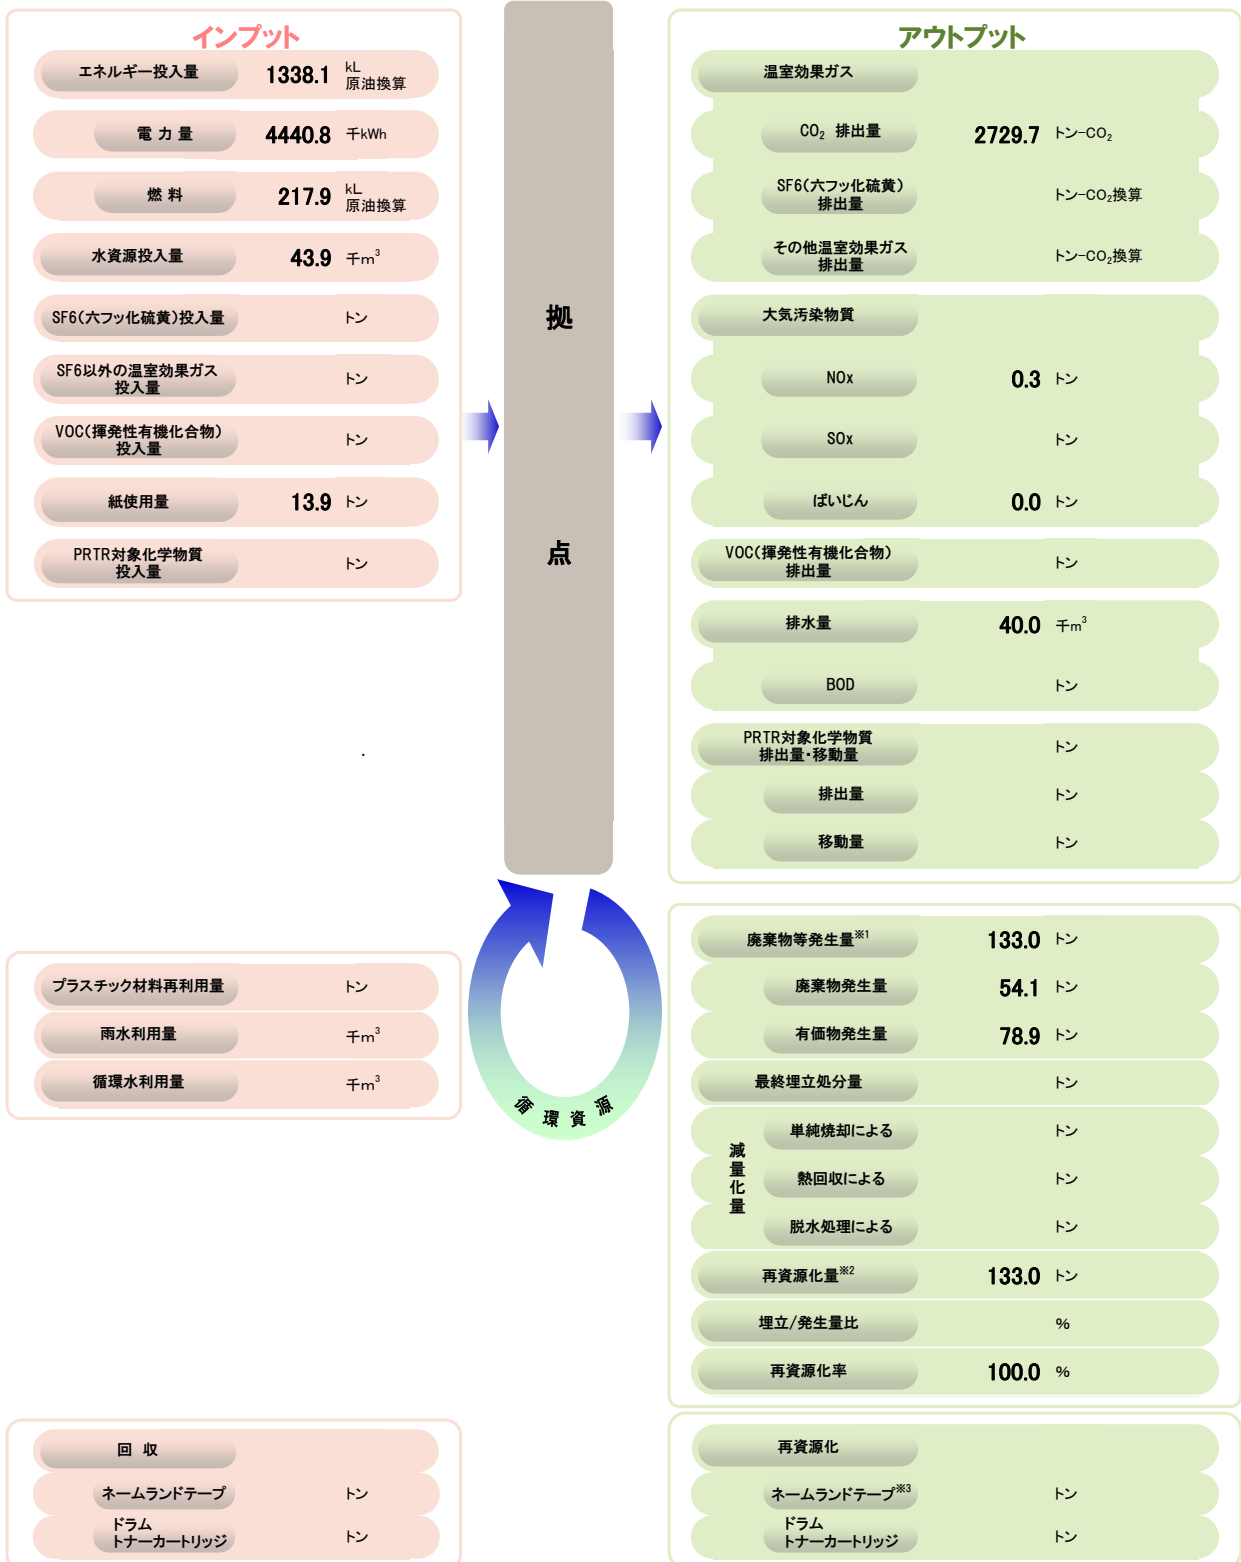 インプット
エネルギー投入量 1338.1 kL
原油換算
電 力 量 4440.8 千kWh
燃 料 217.9 kL
原油換算
水資源投入量 43.9 千m³
SF6(六フッ化硫黄)投入量 トン
SF6以外の温室効果ガス
投入量 トン
VOC(揮発性有機化合物)
投入量 トン
紙使用量 13.9 トン
PRTR対象化学物質
投入量 トン
拠
点
アウトプット
温室効果ガス
CO₂ 排出量 2729.7 トン-CO₂
SF6(六フッ化硫黄)
排出量 トン-CO₂換算
その他温室効果ガス
排出量 トン-CO₂換算
大気汚染物質
NOx 0.3 トン
SOx トン
ばいじん 0.0 トン
VOC(揮発性有機化合物)
排出量 トン
排水量 40.0 千m³
BOD トン
PRTR対象化学物質
排出量・移動量 トン
排出量 トン
移動量 トン
プラスチック材料再利用量 トン
雨水利用量 千m³
循環水利用量 千m³
循環資源
廃棄物等発生量※1 133.0 トン
廃棄物発生量 54.1 トン
有価物発生量 78.9 トン
最終埋立処分量 トン
減量化量
単純焼却による トン
熱回収による トン
脱水処理による トン
再資源化量※2 133.0 トン
埋立/発生量比 %
再資源化率 100.0 %
回 収
ネームランドテープ トン
ドラム
トナーカートリッジ トン
再資源化
ネームランドテープ※3 トン
ドラム
トナーカートリッジ トン